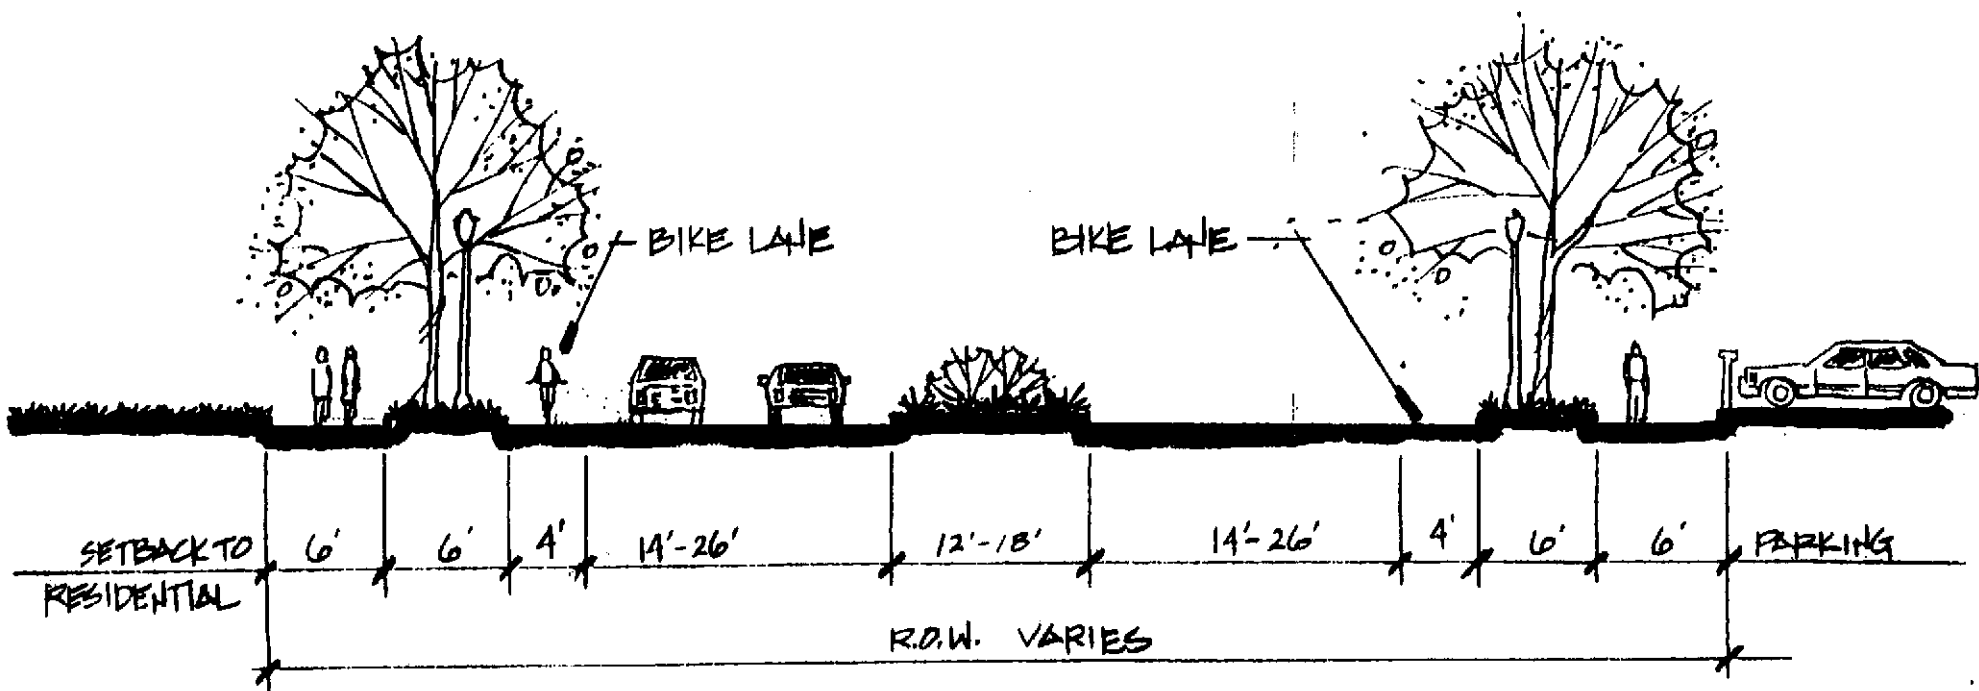 BIKE LANE
BIKE LANE
SETBACK TO
RESIDENTIAL
6'
6'
4'
14'-26'
12'-18'
14'-26'
4'
6'
6'
PARKING
R.O.W. VARIES